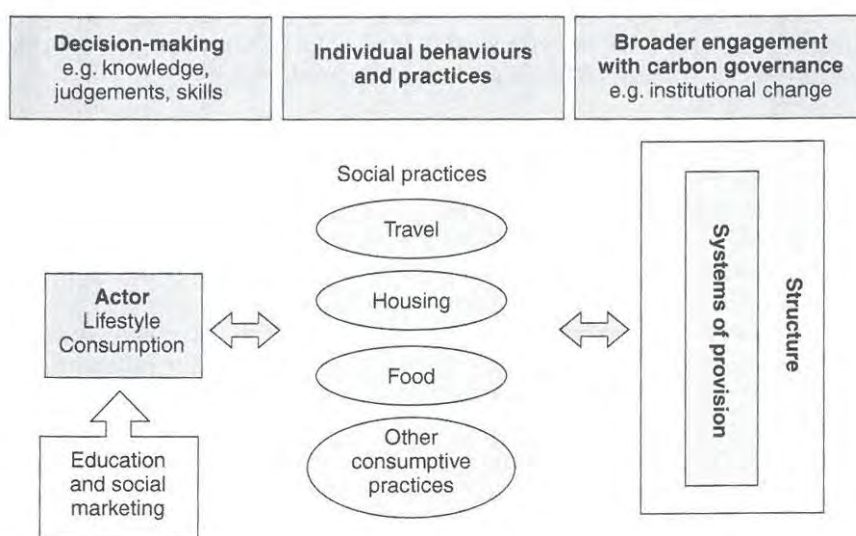 Decision-making
e.g. knowledge,
judgements, skills
Individual behaviours
and practices
Broader engagement
with carbon governance
e.g. institutional change
Social practices
Travel
Housing
Food
Other
consumptive
practices
Actor
Lifestyle
Consumption
Education
and social
marketing
Systems of provision
Structure